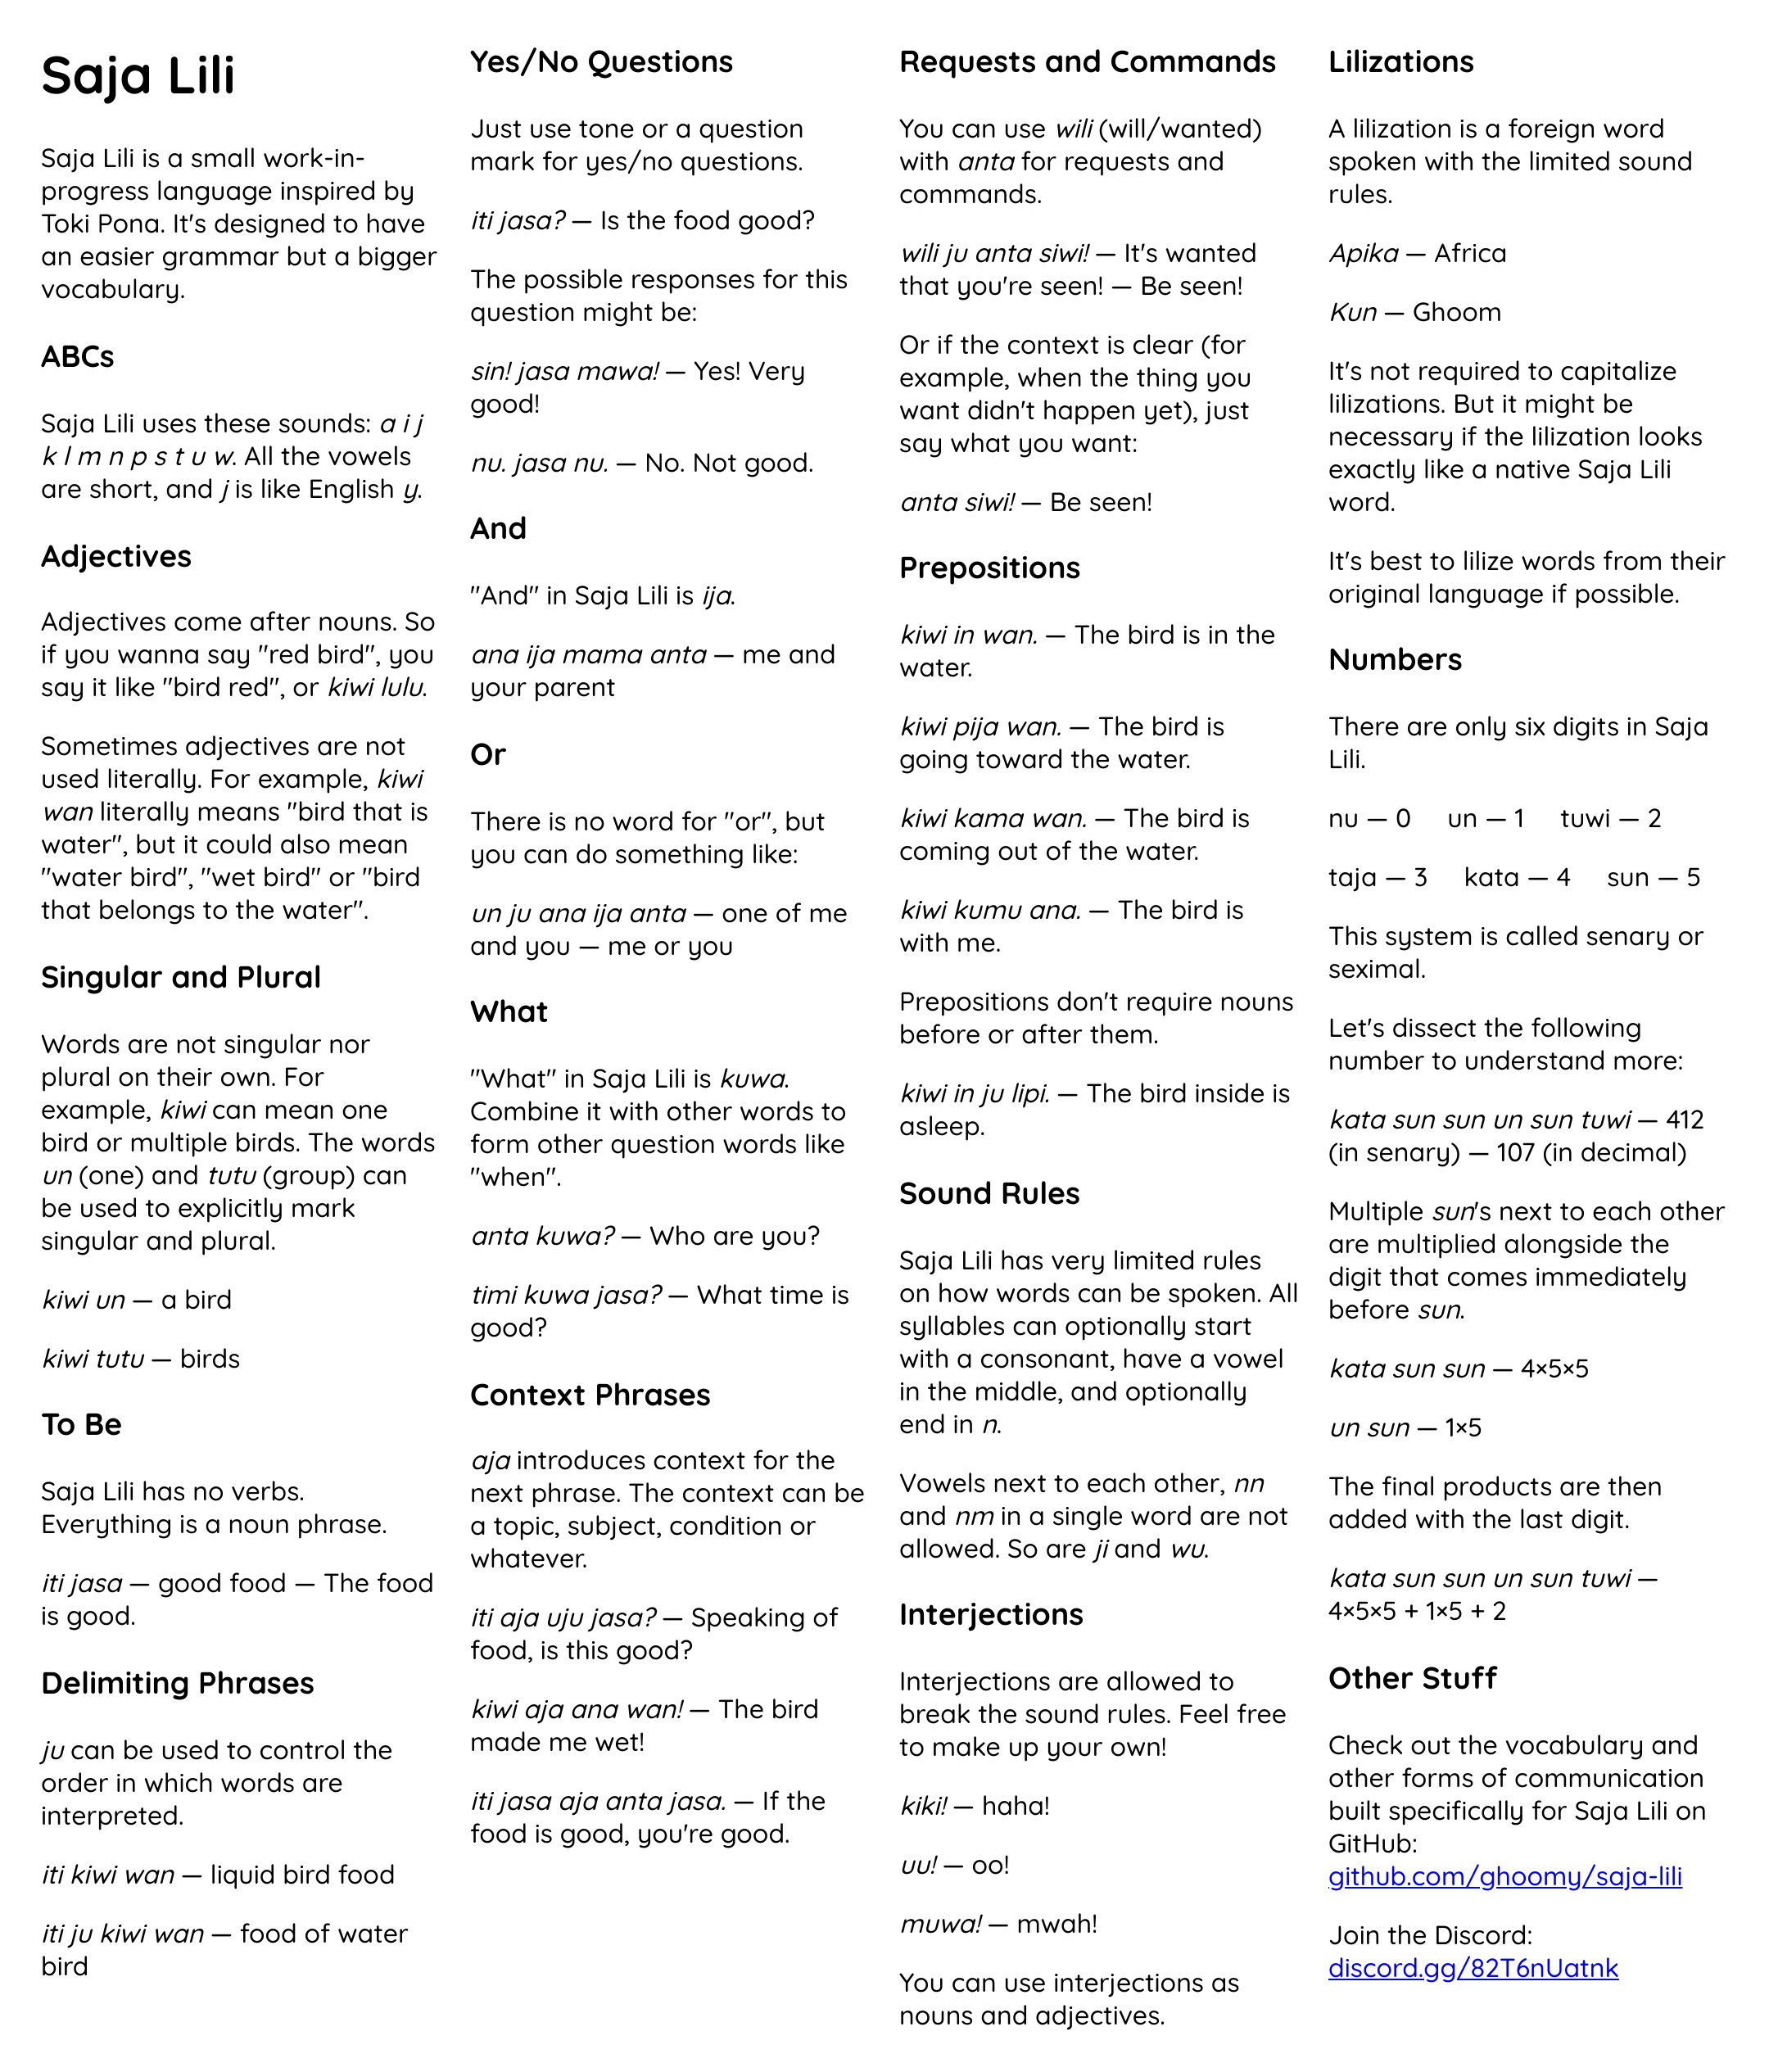 Saja Lili
Saja Lili is a small work-in-
progress language inspired by
Toki Pona. It's designed to have
an easier grammar but a bigger
vocabulary.
ABCs
Saja Lili uses these sounds: a i j
k l m n p s t u w. All the vowels
are short, and j is like English y.
Adjectives
Adjectives come after nouns. So
if you wanna say "red bird", you
say it like "bird red", or kiwi lulu.
Sometimes adjectives are not
used literally. For example, kiwi
wan literally means "bird that is
water", but it could also mean
"water bird", "wet bird" or "bird
that belongs to the water".
Singular and Plural
Words are not singular nor
plural on their own. For
example, kiwi can mean one
bird or multiple birds. The words
un (one) and tutu (group) can
be used to explicitly mark
singular and plural.
kiwi un — a bird
kiwi tutu — birds
To Be
Saja Lili has no verbs.
Everything is a noun phrase.
iti jasa — good food — The food
is good.
Delimiting Phrases
ju can be used to control the
order in which words are
interpreted.
iti kiwi wan — liquid bird food
iti ju kiwi wan — food of water
bird
Yes/No Questions
Just use tone or a question
mark for yes/no questions.
iti jasa? — Is the food good?
The possible responses for this
question might be:
sin! jasa mawa! — Yes! Very
good!
nu. jasa nu. — No. Not good.
And
"And" in Saja Lili is ija.
ana ija mama anta — me and
your parent
Or
There is no word for "or", but
you can do something like:
un ju ana ija anta — one of me
and you — me or you
What
"What" in Saja Lili is kuwa.
Combine it with other words to
form other question words like
"when".
anta kuwa? — Who are you?
timi kuwa jasa? — What time is
good?
Context Phrases
aja introduces context for the
next phrase. The context can be
a topic, subject, condition or
whatever.
iti aja uju jasa? — Speaking of
food, is this good?
kiwi aja ana wan! — The bird
made me wet!
iti jasa aja anta jasa. — If the
food is good, you're good.
Requests and Commands
You can use wili (will/wanted)
with anta for requests and
commands.
wili ju anta siwi! — It's wanted
that you're seen! — Be seen!
Or if the context is clear (for
example, when the thing you
want didn't happen yet), just
say what you want:
anta siwi! — Be seen!
Prepositions
kiwi in wan. — The bird is in the
water.
kiwi pija wan. — The bird is
going toward the water.
kiwi kama wan. — The bird is
coming out of the water.
kiwi kumu ana. — The bird is
with me.
Prepositions don't require nouns
before or after them.
kiwi in ju lipi. — The bird inside is
asleep.
Sound Rules
Saja Lili has very limited rules
on how words can be spoken. All
syllables can optionally start
with a consonant, have a vowel
in the middle, and optionally
end in n.
Vowels next to each other, nn
and nm in a single word are not
allowed. So are ji and wu.
Interjections
Interjections are allowed to
break the sound rules. Feel free
to make up your own!
kiki! — haha!
uu! — oo!
muwa! — mwah!
You can use interjections as
nouns and adjectives.
Lilizations
A lilization is a foreign word
spoken with the limited sound
rules.
Apika — Africa
Kun — Ghoom
It's not required to capitalize
lilizations. But it might be
necessary if the lilization looks
exactly like a native Saja Lili
word.
It's best to lilize words from their
original language if possible.
Numbers
There are only six digits in Saja
Lili.
nu — 0 un — 1 tuwi — 2
taja — 3 kata — 4 sun — 5
This system is called senary or
seximal.
Let's dissect the following
number to understand more:
kata sun sun un sun tuwi — 412
(in senary) — 107 (in decimal)
Multiple sun's next to each other
are multiplied alongside the
digit that comes immediately
before sun.
kata sun sun — 4×5×5
un sun — 1×5
The final products are then
added with the last digit.
kata sun sun un sun tuwi —
4×5×5 + 1×5 + 2
Other Stuff
Check out the vocabulary and
other forms of communication
built specifically for Saja Lili on
GitHub:
github.com/ghoomy/saja-lili
Join the Discord:
discord.gg/82T6nUatnk